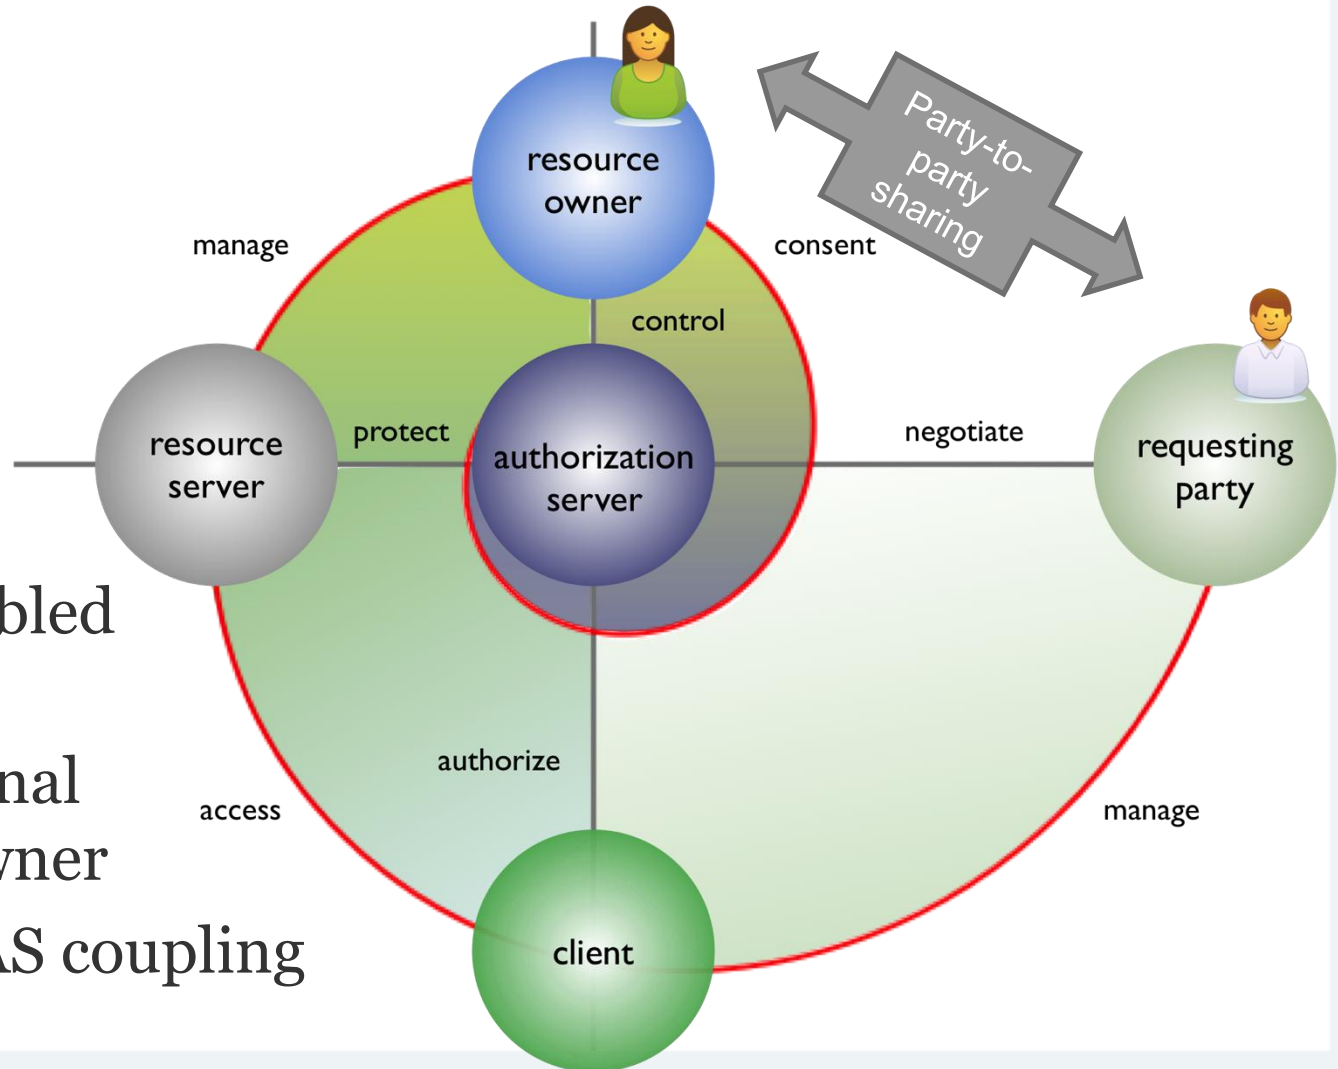 resource
owner
Party-to-
party
sharing
manage
consent
control
protect
negotiate
resource
server
authorization
server
requesting
party
bled
nal
authorize
access
manage
vner
AS coupling
client